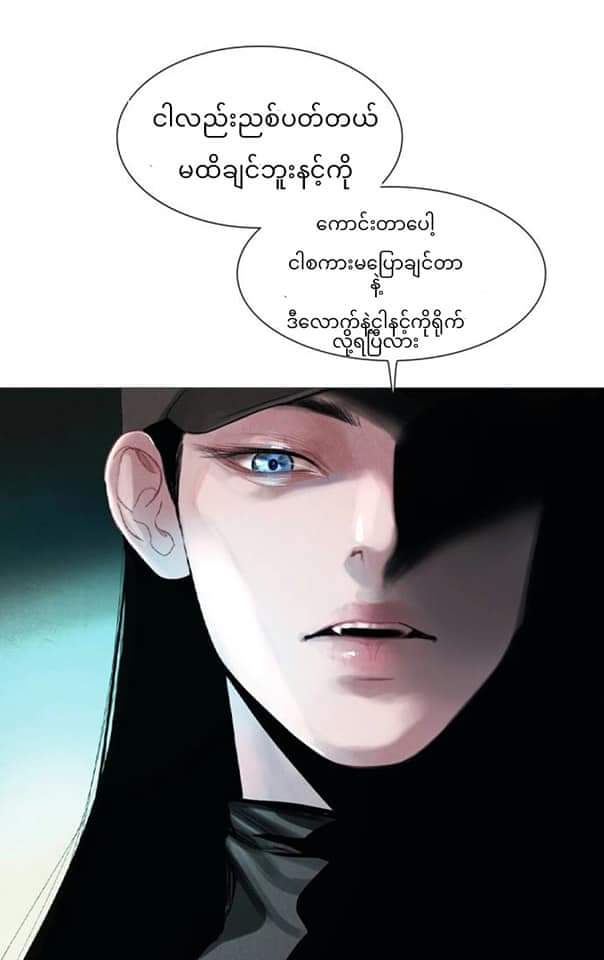 ငါလည်းညစ်ပတ်တယ်
မထိချင်ဘူးနင့်ကို
ကောင်းတာပေါ့
ငါစကားမပြောချင်တာ
နဲ့
ဒီလောက်နဲ့ငါနင့်ကိုရိုက်
လို့ရပြီလား